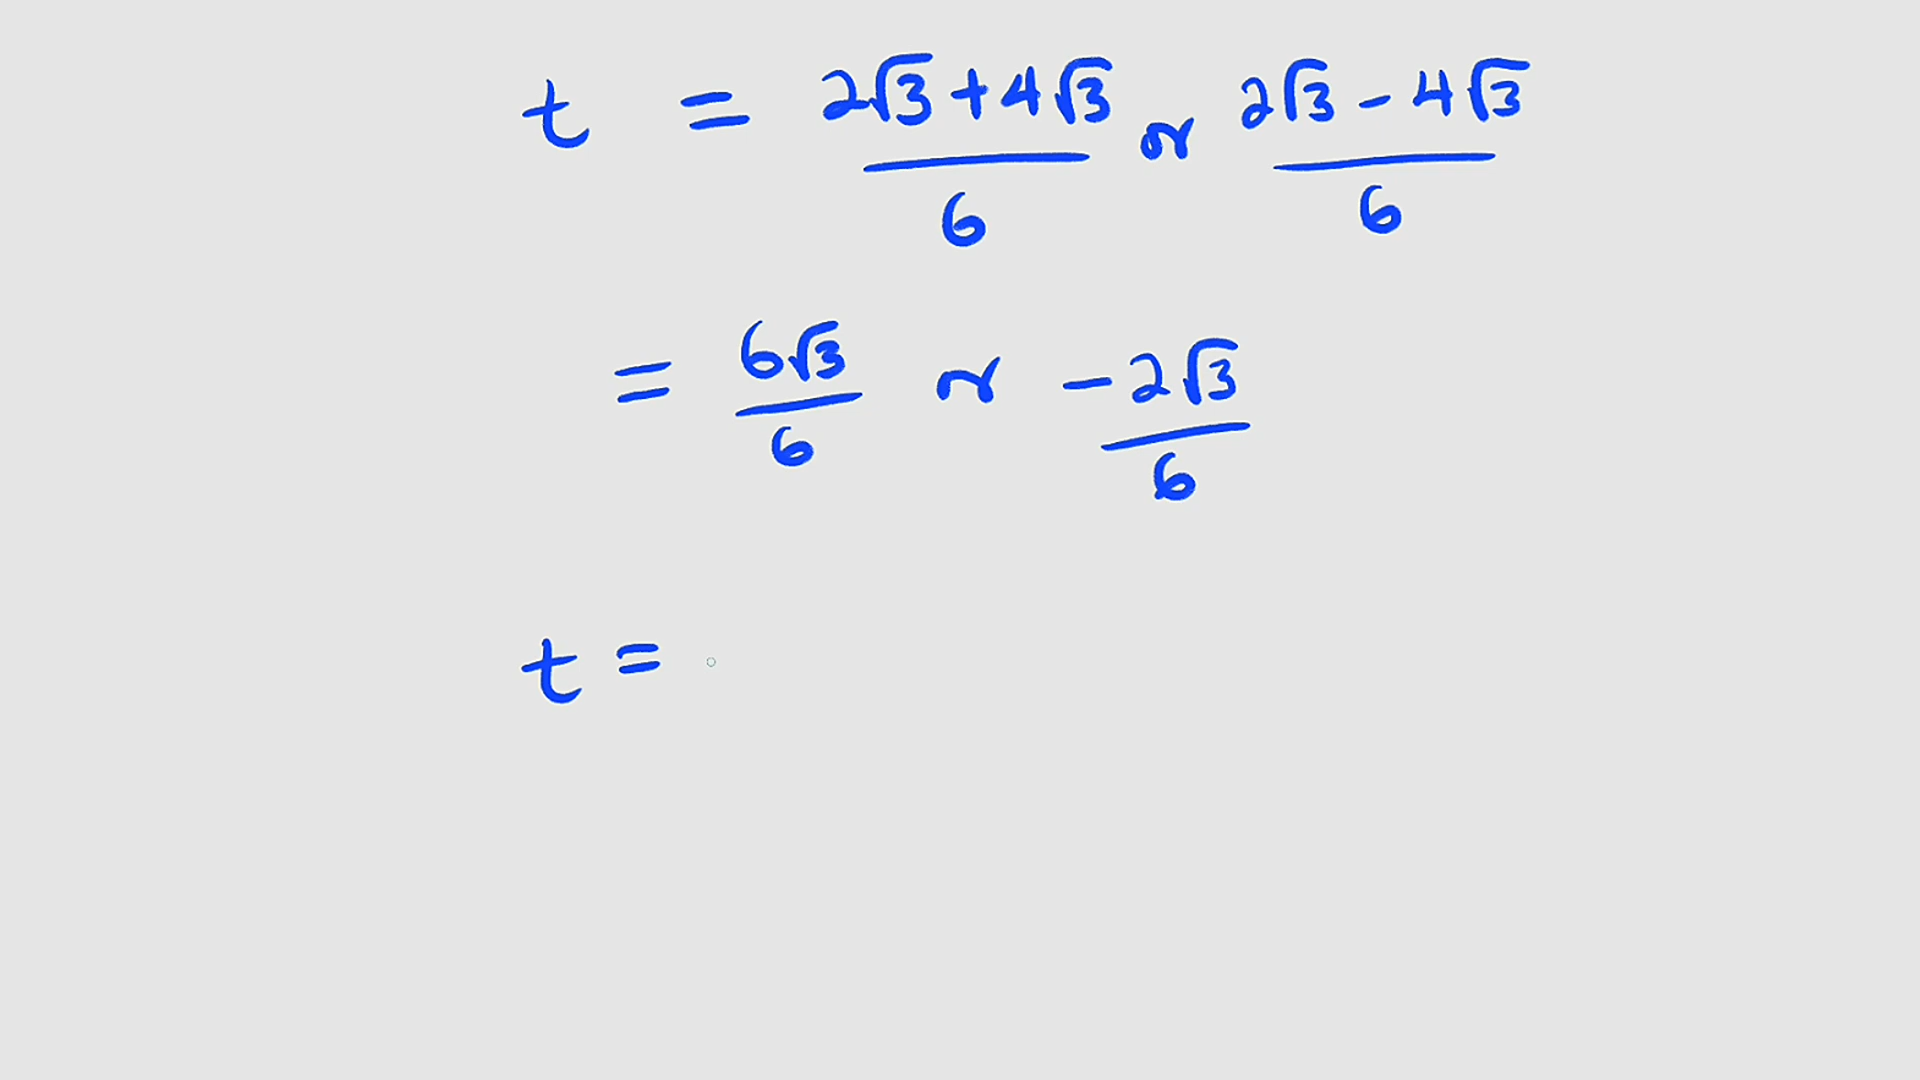 t = (2√3 + 4√3)/6 or (2√3 - 4√3)/6
= 6√3/6 or -2√3/6
t =